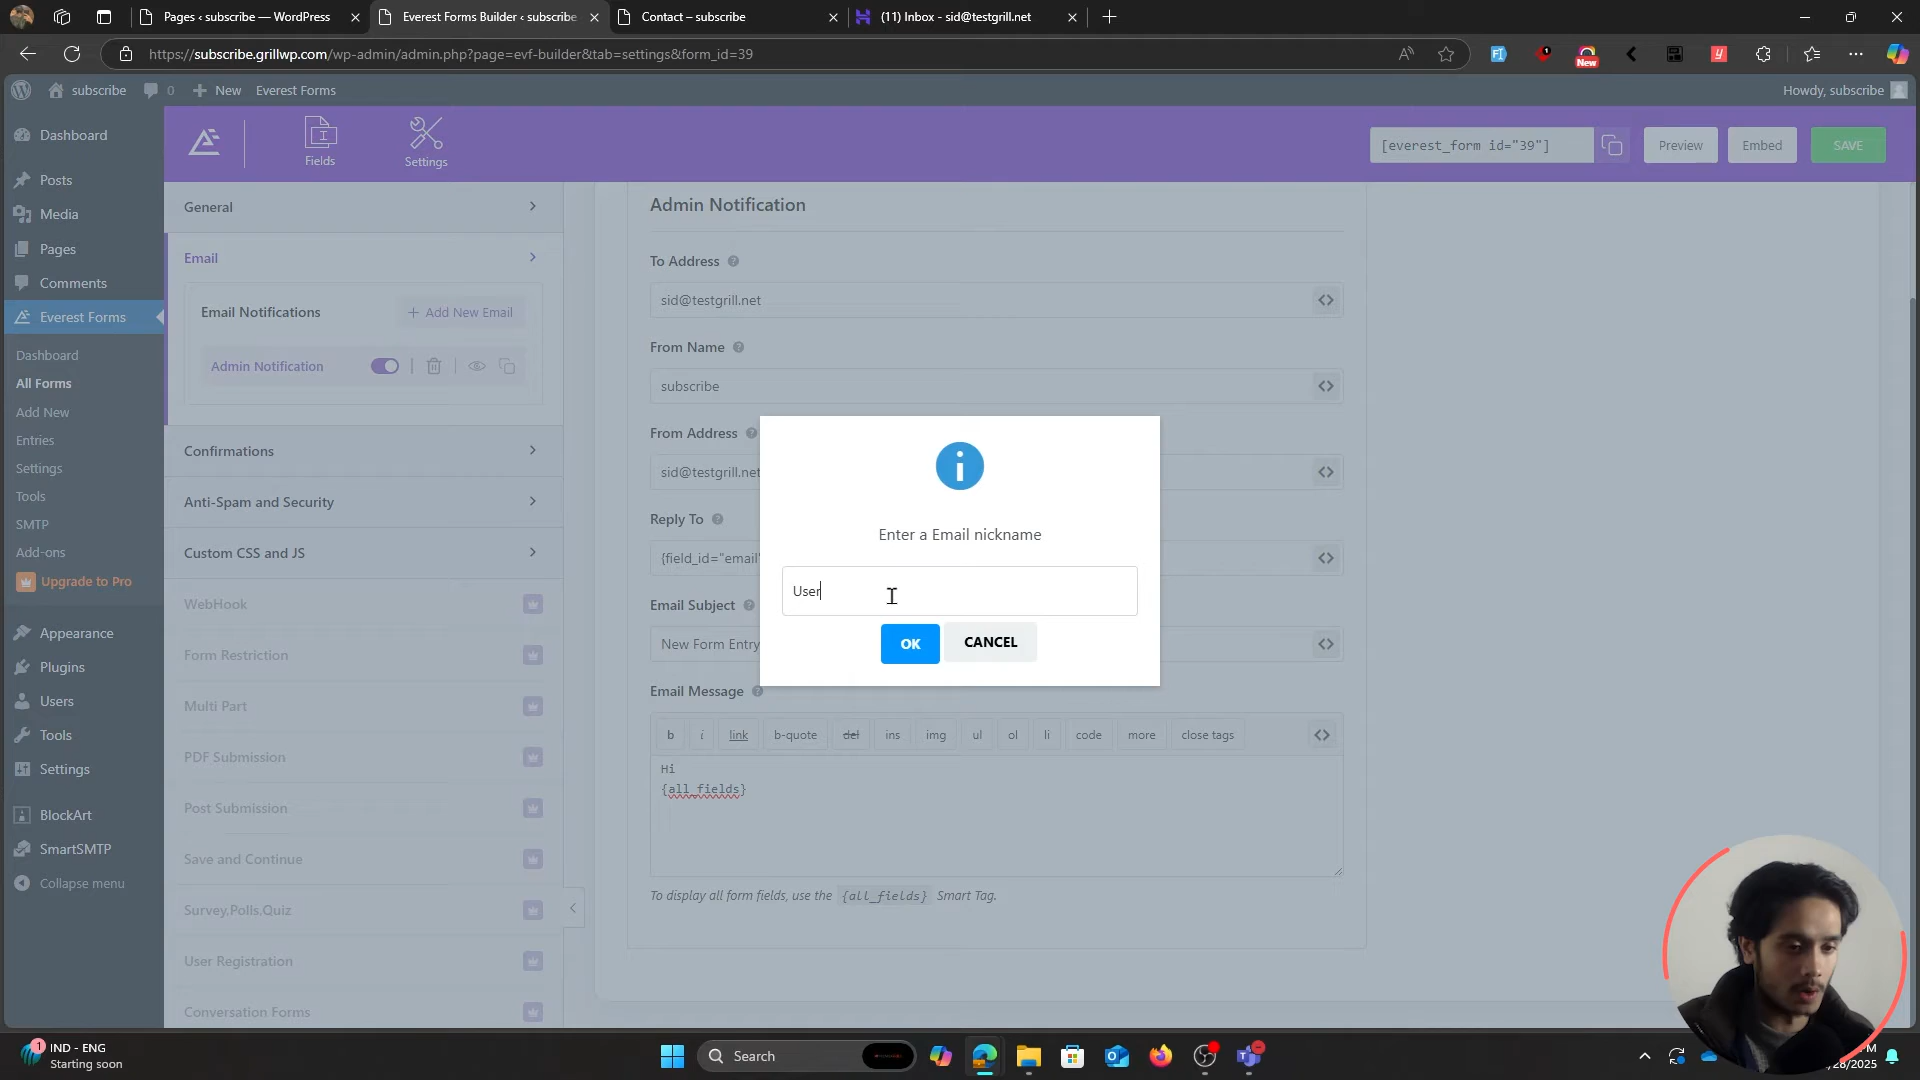 Pages ‹ subscribe — WordPress
Everest Forms Builder ‹ subscribe
Contact – subscribe
(11) Inbox - sid@testgrill.net
https://subscribe.grillwp.com/wp-admin/admin.php?page=evf-builder&tab=settings&form_id=39
New
subscribe
0
New
Everest Forms
Howdy, subscribe
Dashboard
Posts
Media
Pages
Comments
Everest Forms
Dashboard
All Forms
Add New
Entries
Settings
Tools
SMTP
Add-ons
Upgrade to Pro
Appearance
Plugins
Users
Tools
Settings
BlockArt
SmartSMTP
Collapse menu
Fields
Settings
[everest_form id="39"]
Preview
Embed
SAVE
General
Email
Email Notifications
+ Add New Email
Admin Notification
Confirmations
Anti-Spam and Security
Custom CSS and JS
WebHook
Form Restriction
Multi Part
PDF Submission
Post Submission
Save and Continue
Survey,Polls,Quiz
User Registration
Conversation Forms
Admin Notification
To Address
sid@testgrill.net
From Name
subscribe
From Address
sid@testgrill.net
Reply To
{field_id="email
Email Subject
New Form Entry
Email Message
b
i
link
b-quote
del
ins
img
ul
ol
li
code
more
close tags
Hi
{all_fields}
To display all form fields, use the {all_fields} Smart Tag.
Enter a Email nickname
User
OK
CANCEL
IND - ENG
Starting soon
Search